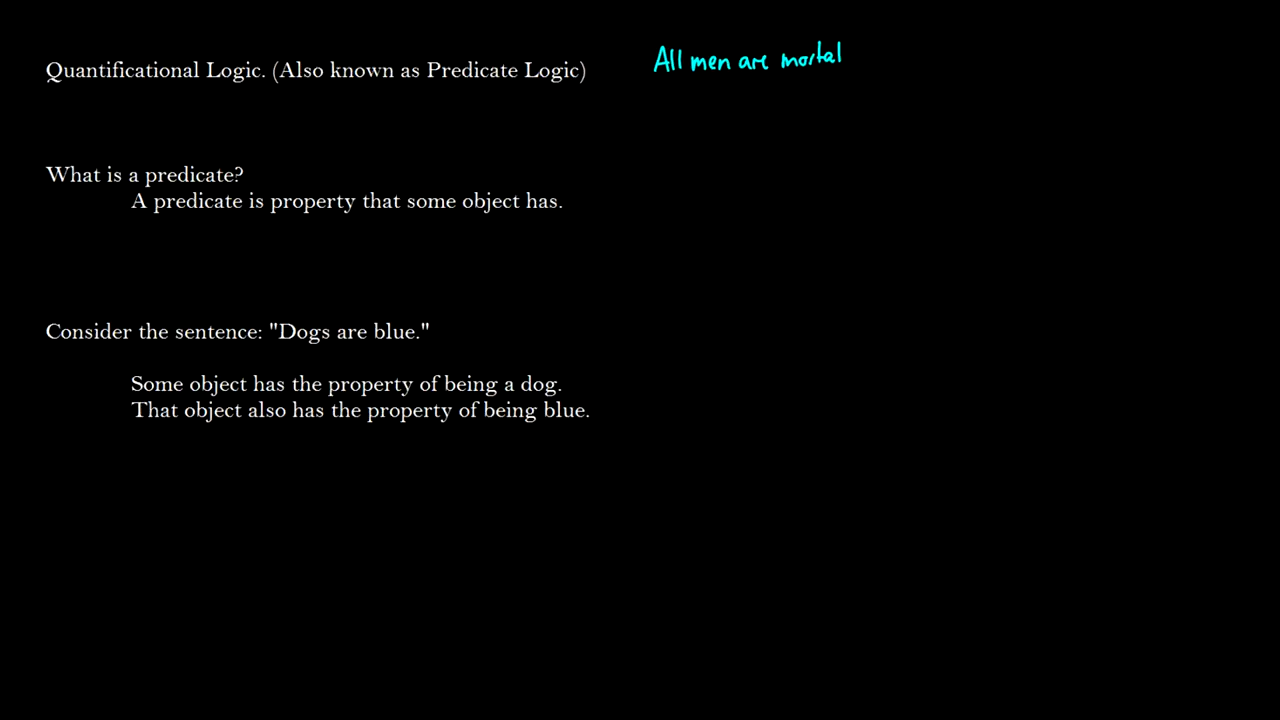 Quantificational Logic. (Also known as Predicate Logic)
All men are mortal
What is a predicate?
A predicate is property that some object has.
Consider the sentence: "Dogs are blue."
Some object has the property of being a dog.
That object also has the property of being blue.